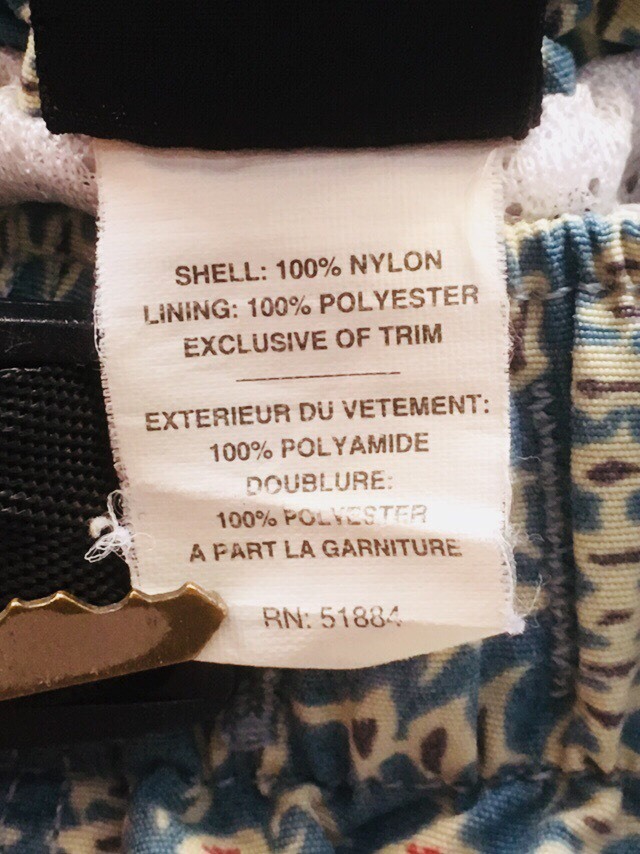 SHELL: 100% NYLON
LINING: 100% POLYESTER
EXCLUSIVE OF TRIM
EXTERIEUR DU VETEMENT:
100% POLYAMIDE
DOUBLURE:
100% POLYESTER
A PART LA GARNITURE
RN: 51884